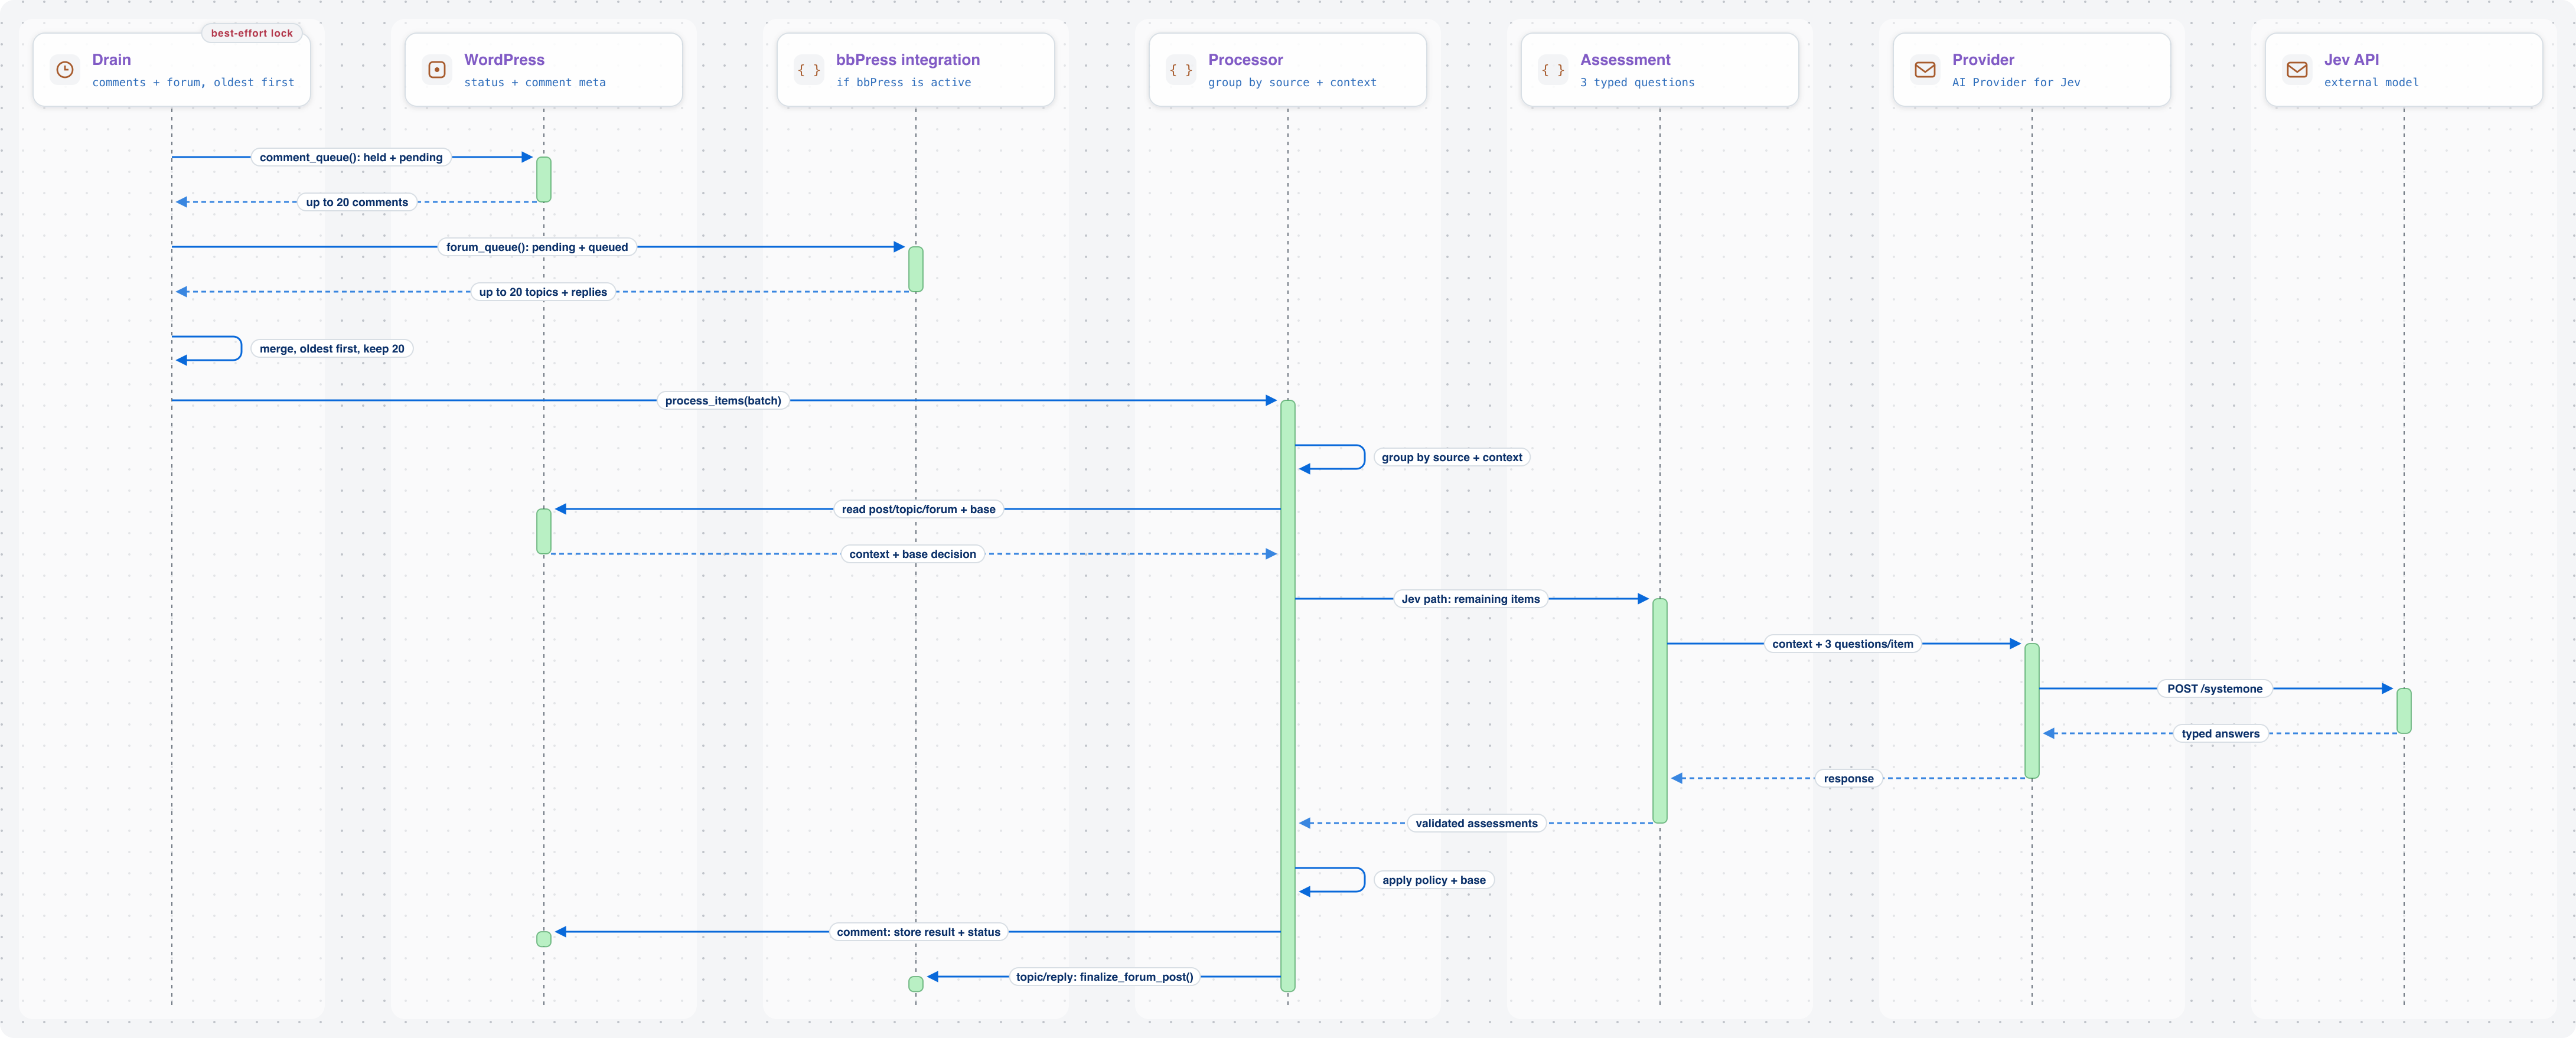 best-effort lock
Drain
comments + forum, oldest first
WordPress
status + comment meta
{ }
bbPress integration
if bbPress is active
{ }
Processor
group by source + context
{ }
Assessment
3 typed questions
Provider
AI Provider for Jev
Jev API
external model
comment_queue(): held + pending
up to 20 comments
forum_queue(): pending + queued
up to 20 topics + replies
merge, oldest first, keep 20
process_items(batch)
group by source + context
read post/topic/forum + base
context + base decision
Jev path: remaining items
context + 3 questions/item
POST /systemone
typed answers
response
validated assessments
apply policy + base
comment: store result + status
topic/reply: finalize_forum_post()